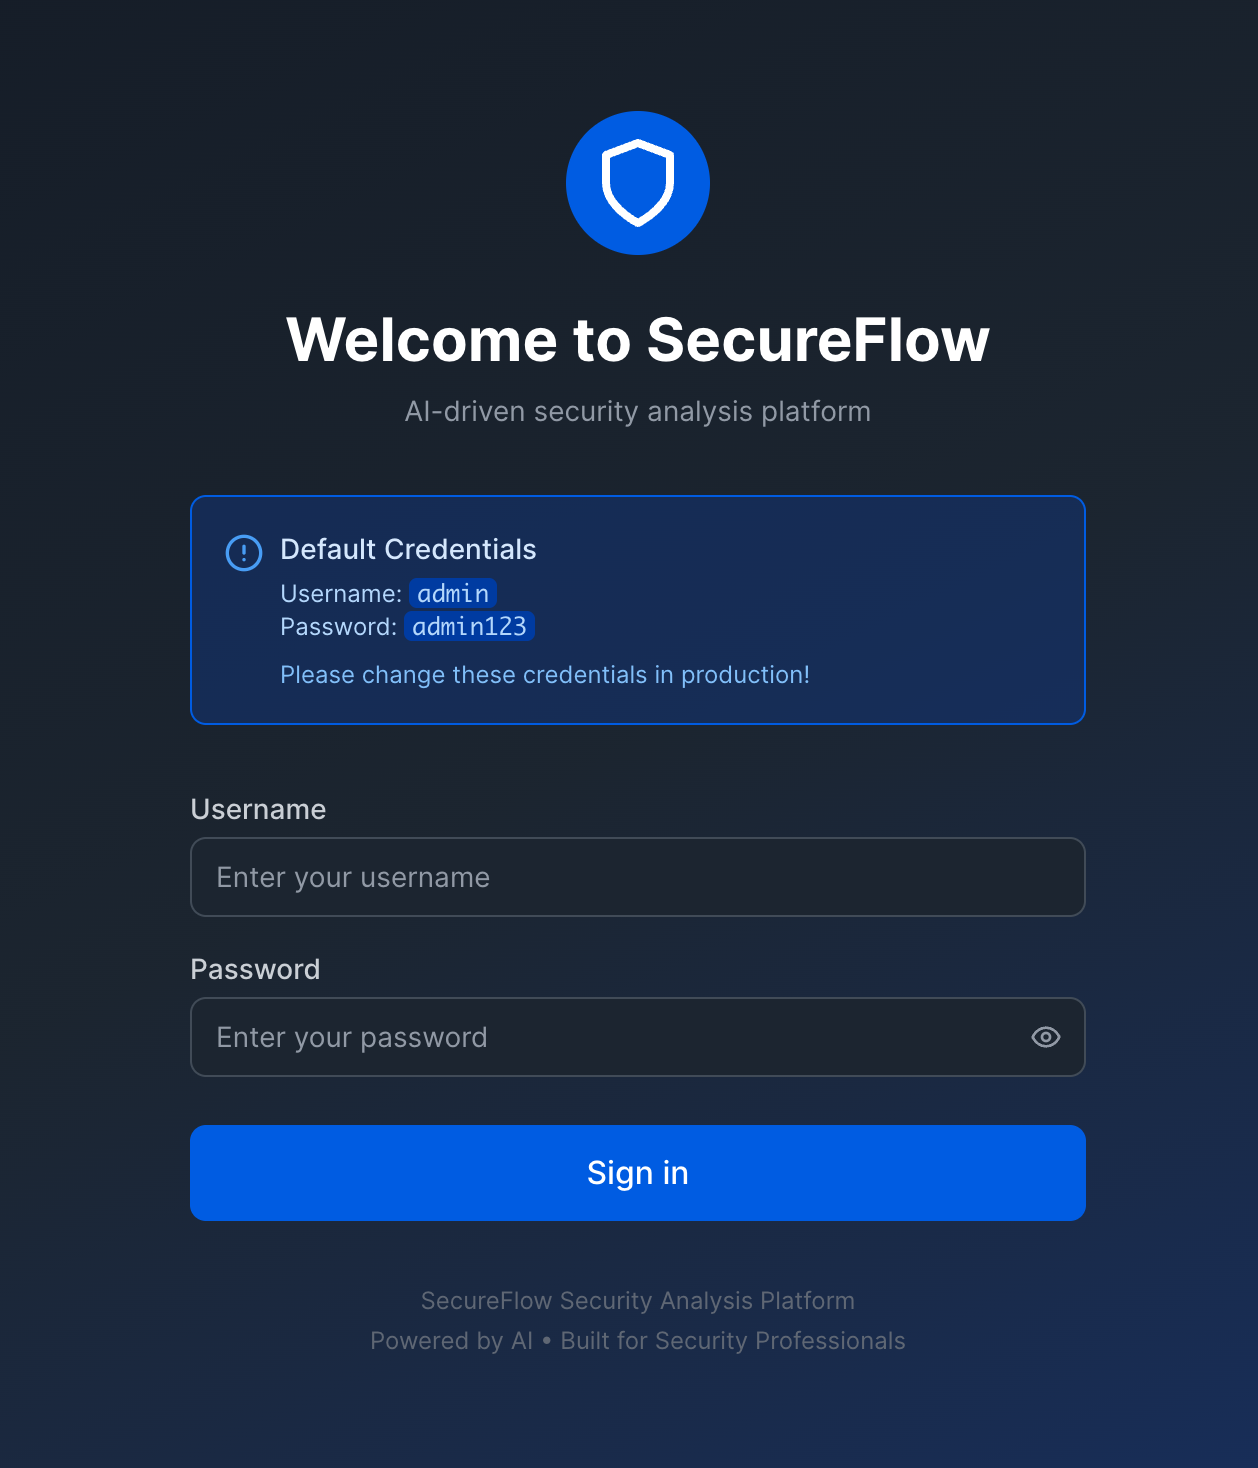 Welcome to SecureFlow
AI-driven security analysis platform
Default Credentials
Username: admin
Password: admin123
Please change these credentials in production!
Username
Enter your username
Password
Enter your password
Sign in
SecureFlow Security Analysis Platform
Powered by AI • Built for Security Professionals